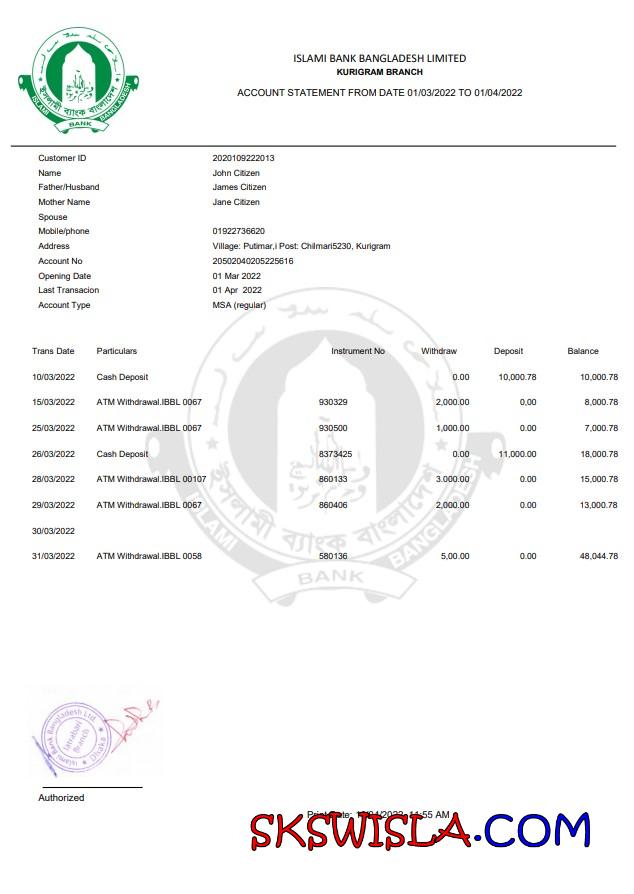 ISLAMI BANK BANGLADESH LIMITED
KURIGRAM BRANCH
ACCOUNT STATEMENT FROM DATE 01/03/2022 TO 01/04/2022
ইসলামী ব্যাংক বাংলাদেশ
ISLAMI BANK BANGLADESH
Customer ID 2020109222013
Name John Citizen
Father/Husband James Citizen
Mother Name Jane Citizen
Spouse
Mobile/phone 01922736620
Address Village: Putimar,i Post: Chilmari5230, Kurigram
Account No 20502040205225616
Opening Date 01 Mar 2022
Last Transacion 01 Apr 2022
Account Type MSA (regular)
Trans Date Particulars Instrument No Withdraw Deposit Balance
10/03/2022 Cash Deposit 0.00 10,000.78 10,000.78
15/03/2022 ATM Withdrawal.IBBL 0067 930329 2,000.00 0,00 8,000.78
25/03/2022 ATM Withdrawal.IBBL 0067 930500 1,000.00 0.00 7,000.78
26/03/2022 Cash Deposit 8373425 0.00 11,000.00 18,000.78
28/03/2022 ATM Withdrawal.IBBL 00107 860133 3.000.00 0.00 15,000.78
29/03/2022 ATM Withdrawal.IBBL 0067 860406 2,000.00 0.00 13,000.78
30/03/2022
31/03/2022 ATM Withdrawal.IBBL 0058 580136 5,00.00 0.00 48,044.78
ইসলামী ব্যাংক বাংলাদেশ
ISLAMI BANK BANGLADESH
Islami Bank Bangladesh Ltd.
Jatrabari
Branch
Dhaka
Authorized
Print Date: 11:55 AM
SKSWISLA.COM